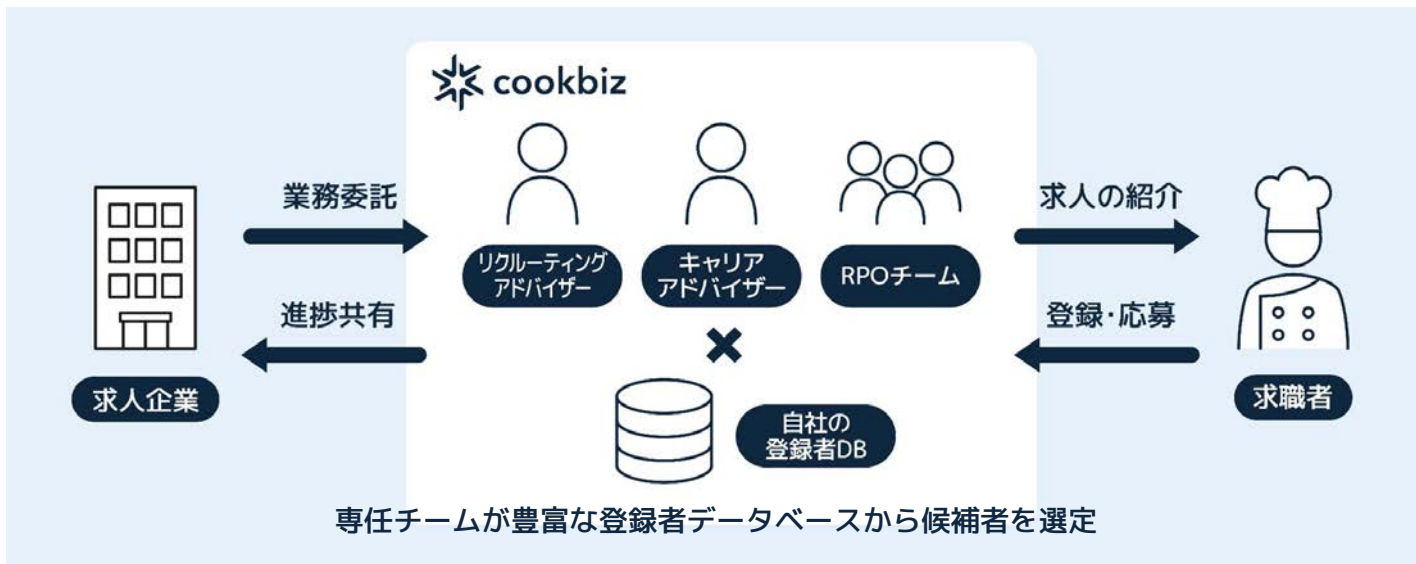 cookbiz
業務委託
進捗共有
求人企業
リクルーティング
アドバイザー
キャリア
アドバイザー
RPOチーム
自社の
登録者DB
求人の紹介
登録・応募
求職者
専任チームが豊富な登録者データベースから候補者を選定